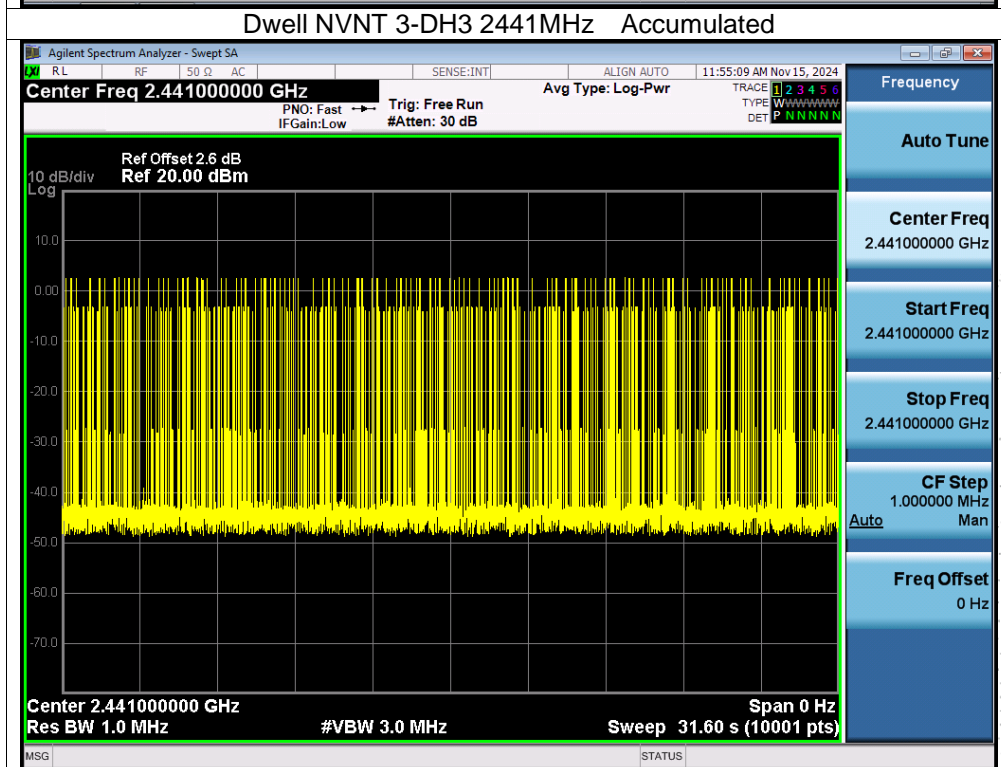 Dwell NVNT 3-DH3 2441MHz Accumulated
Agilent Spectrum Analyzer - Swept SA
LXI RL RF 50 Ω AC SENSE:INT ALIGN AUTO 11:55:09 AM Nov 15, 2024
Center Freq 2.441000000 GHz
PNO: Fast
IFGain:Low
Trig: Free Run
#Atten: 30 dB
Avg Type: Log-Pwr
TRACE 1 2 3 4 5 6
TYPE WWWWWW
DET P N N N N N
Ref Offset 2.6 dB
10 dB/div Ref 20.00 dBm
Log
10.0
0.00
-10.0
-20.0
-30.0
-40.0
-50.0
-60.0
-70.0
Center 2.441000000 GHz Span 0 Hz
Res BW 1.0 MHz #VBW 3.0 MHz Sweep 31.60 s (10001 pts)
MSG STATUS
Frequency
Auto Tune
Center Freq
2.441000000 GHz
Start Freq
2.441000000 GHz
Stop Freq
2.441000000 GHz
CF Step
1.000000 MHz
Auto Man
Freq Offset
0 Hz